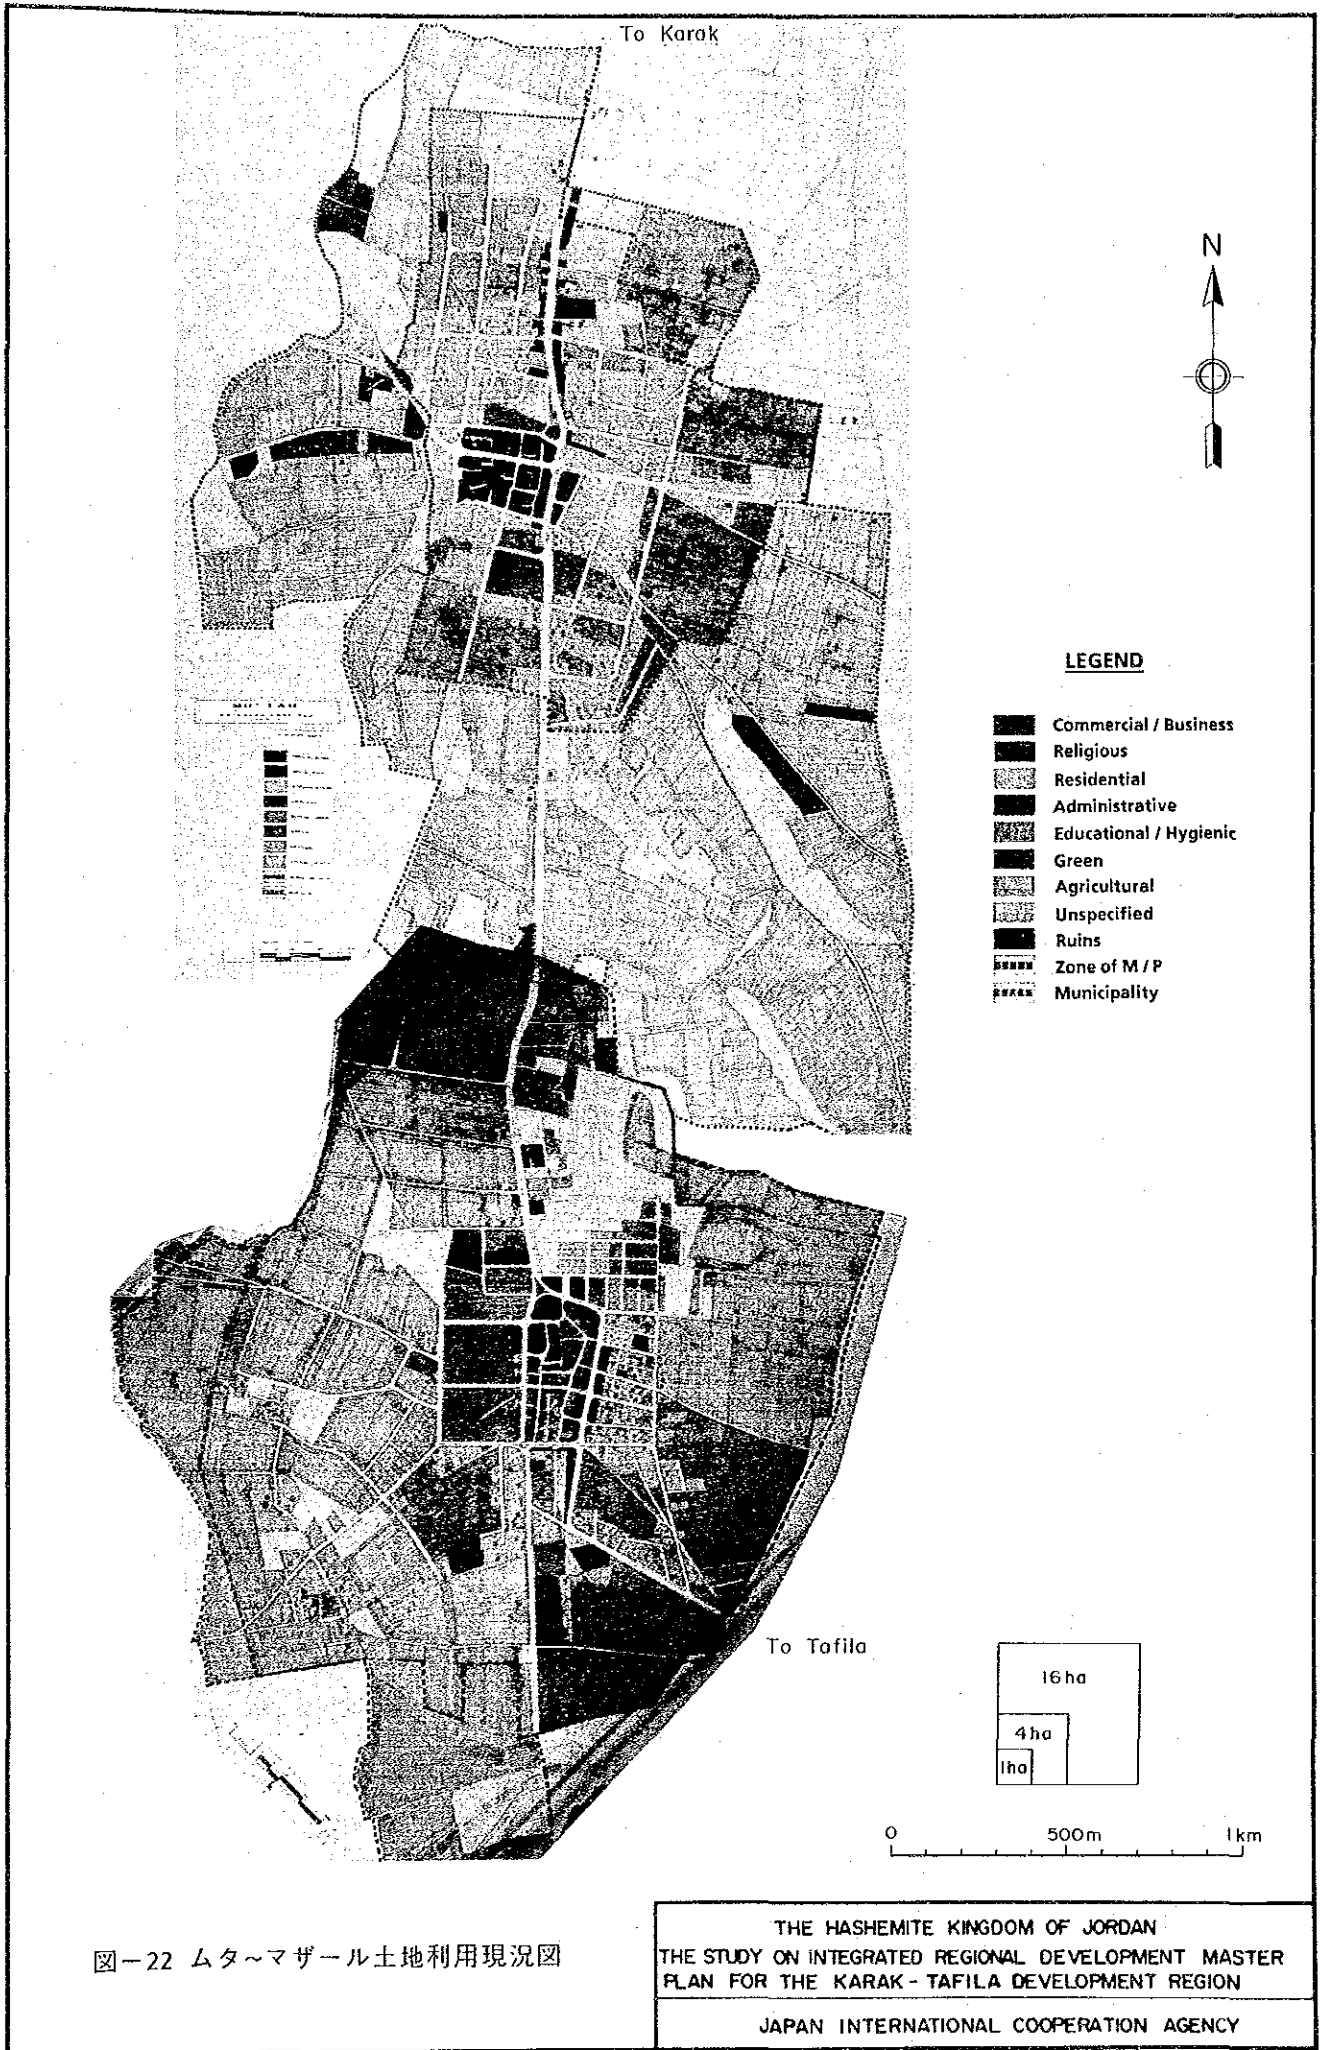 To Karak
N
LEGEND
Commercial / Business
Religious
Residential
Administrative
Educational / Hygienic
Green
Agricultural
Unspecified
Ruins
Zone of M / P
Municipality
To Tafila
16 ha
4 ha
1ha
0 500m 1km
図-22 ムタ~マザール土地利用現況図
THE HASHEMITE KINGDOM OF JORDAN
THE STUDY ON INTEGRATED REGIONAL DEVELOPMENT MASTER
PLAN FOR THE KARAK - TAFILA DEVELOPMENT REGION
JAPAN INTERNATIONAL COOPERATION AGENCY